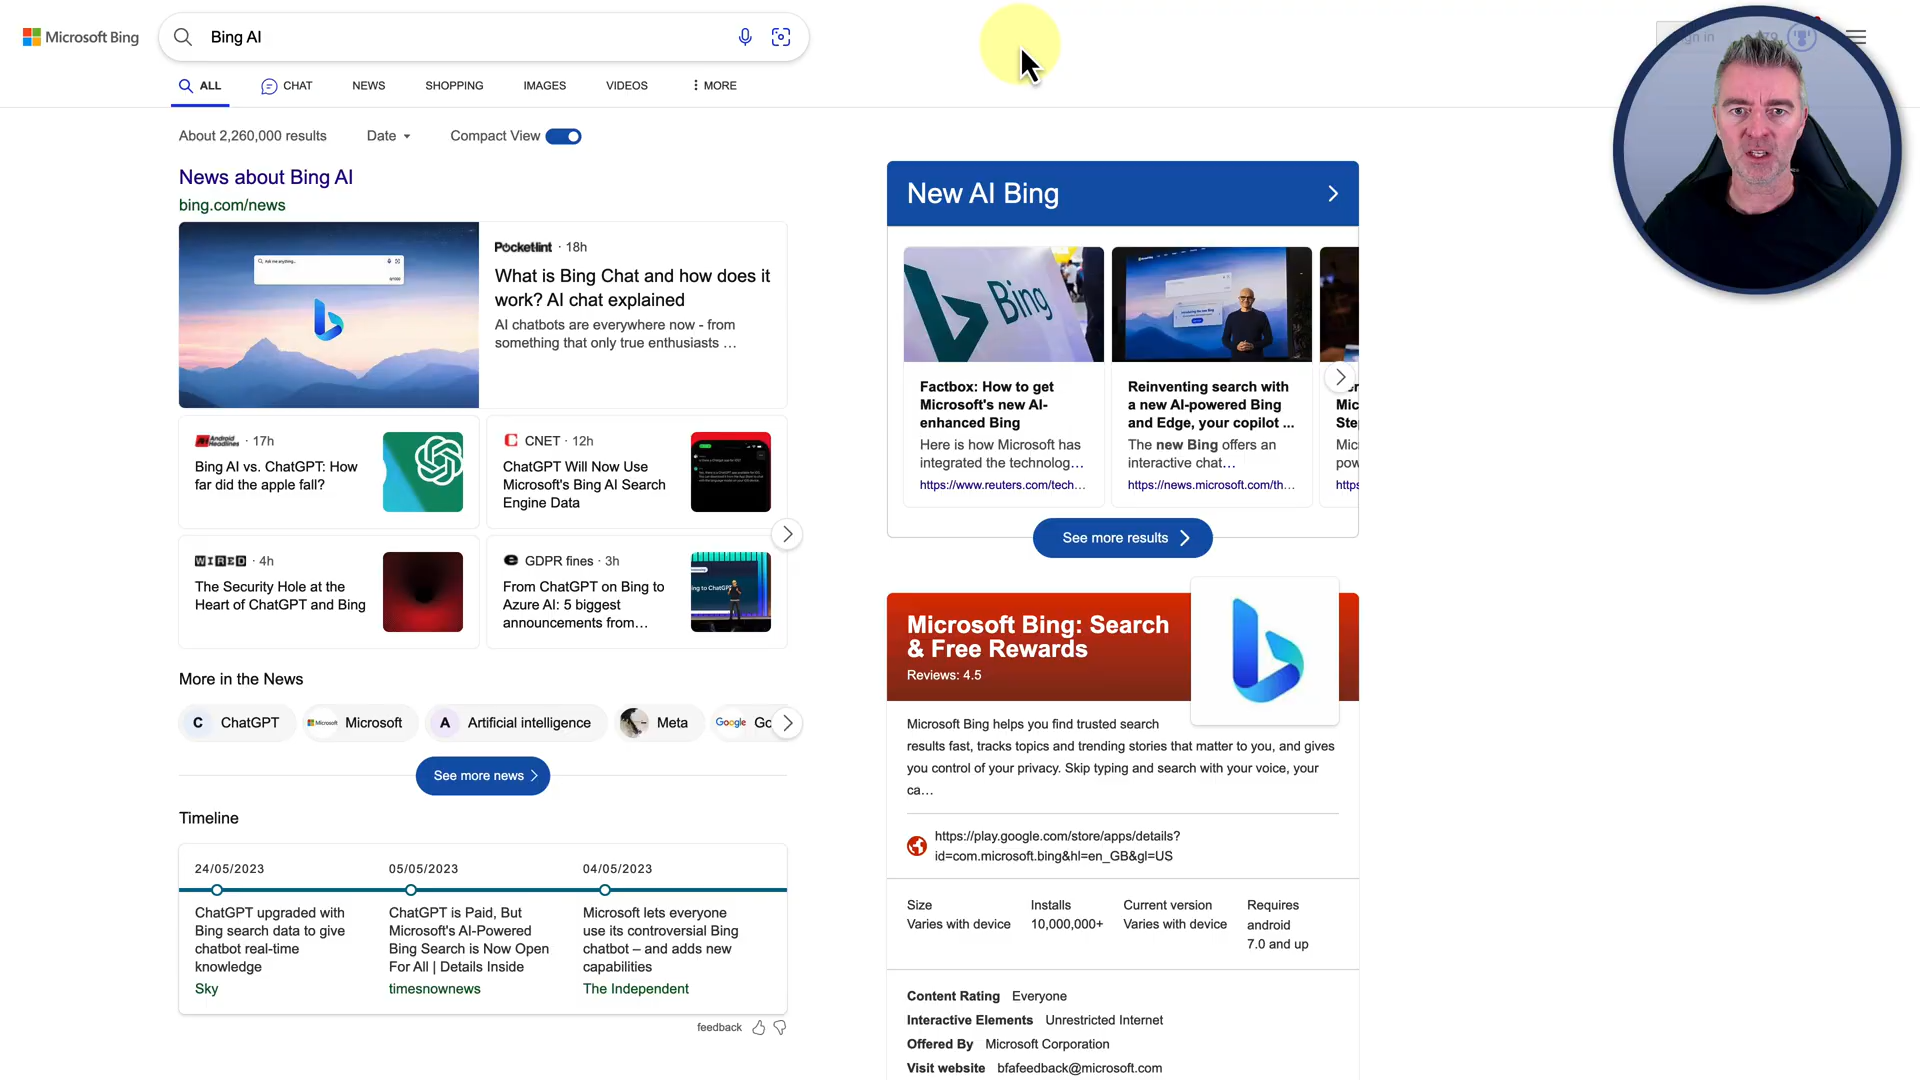 Microsoft Bing
Bing AI
ALL
CHAT
NEWS
SHOPPING
IMAGES
VIDEOS
MORE
About 2,260,000 results
Date
Compact View
News about Bing AI
bing.com/news
Pocket-lint · 18h
What is Bing Chat and how does it
work? AI chat explained
AI chatbots are everywhere now - from
something that only true enthusiasts …
Android Headlines · 17h
Bing AI vs. ChatGPT: How
far did the apple fall?
CNET · 12h
ChatGPT Will Now Use
Microsoft's Bing AI Search
Engine Data
WIRED · 4h
The Security Hole at the
Heart of ChatGPT and Bing
GDPR fines · 3h
From ChatGPT on Bing to
Azure AI: 5 biggest
announcements from…
More in the News
C ChatGPT
Microsoft Microsoft
A Artificial intelligence
Meta
Google Go
See more news
Timeline
24/05/2023
ChatGPT upgraded with
Bing search data to give
chatbot real-time
knowledge
Sky
05/05/2023
ChatGPT is Paid, But
Microsoft's AI-Powered
Bing Search is Now Open
For All | Details Inside
timesnownews
04/05/2023
Microsoft lets everyone
use its controversial Bing
chatbot – and adds new
capabilities
The Independent
feedback
New AI Bing
Bing
Factbox: How to get
Microsoft's new AI-
enhanced Bing
Here is how Microsoft has
integrated the technolog…
https://www.reuters.com/tech…
Reinventing search with
a new AI-powered Bing
and Edge, your copilot ...
The new Bing offers an
interactive chat…
https://news.microsoft.com/th…
Mic
Ste
Mic
pow
https
See more results
Microsoft Bing: Search
& Free Rewards
Reviews: 4.5
Microsoft Bing helps you find trusted search
results fast, tracks topics and trending stories that matter to you, and gives
you control of your privacy. Skip typing and search with your voice, your
ca…
https://play.google.com/store/apps/details?
id=com.microsoft.bing&hl=en_GB&gl=US
Size
Varies with device
Installs
10,000,000+
Current version
Varies with device
Requires
android
7.0 and up
Content Rating Everyone
Interactive Elements Unrestricted Internet
Offered By Microsoft Corporation
Visit website bfafeedback@microsoft.com